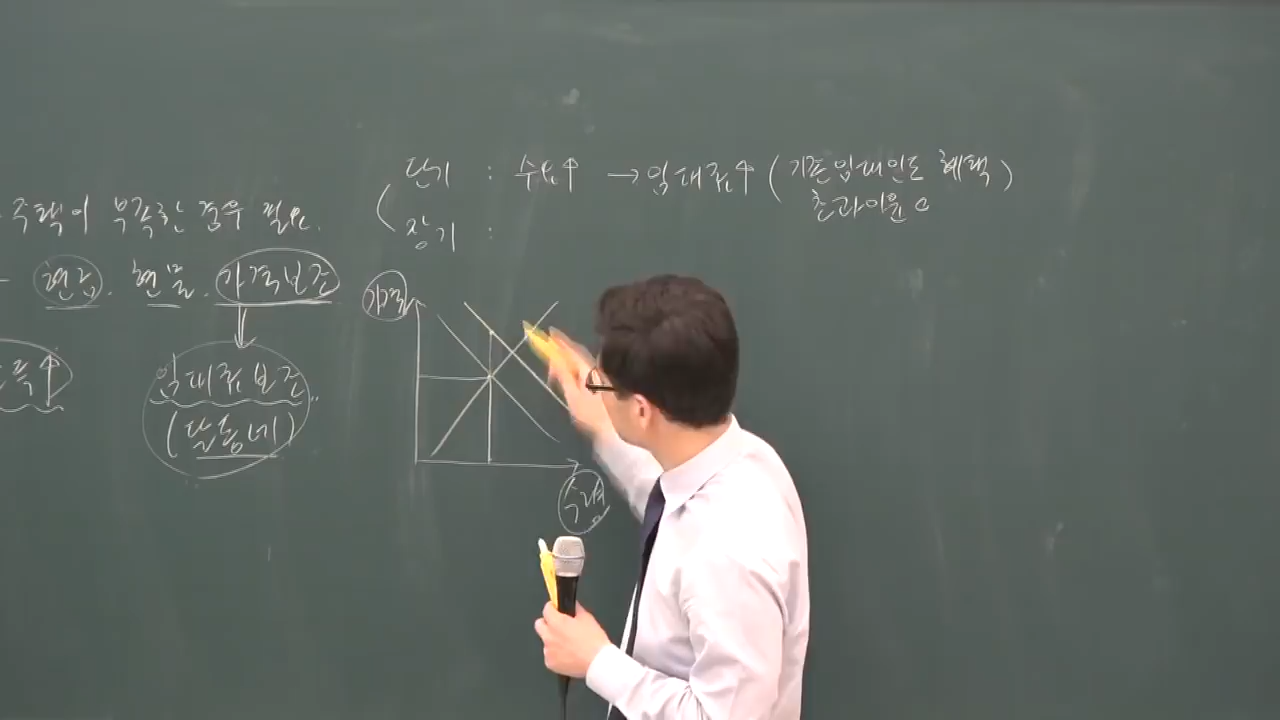 주택이 부족한 경우 필요.
현금. 현물. 가격보조
득↑
임대료보조
(달동네)
단기 : 수요↑ → 임대료↑ (기존임대인도 혜택)
초과이윤 ○
장기 :
가격
수량